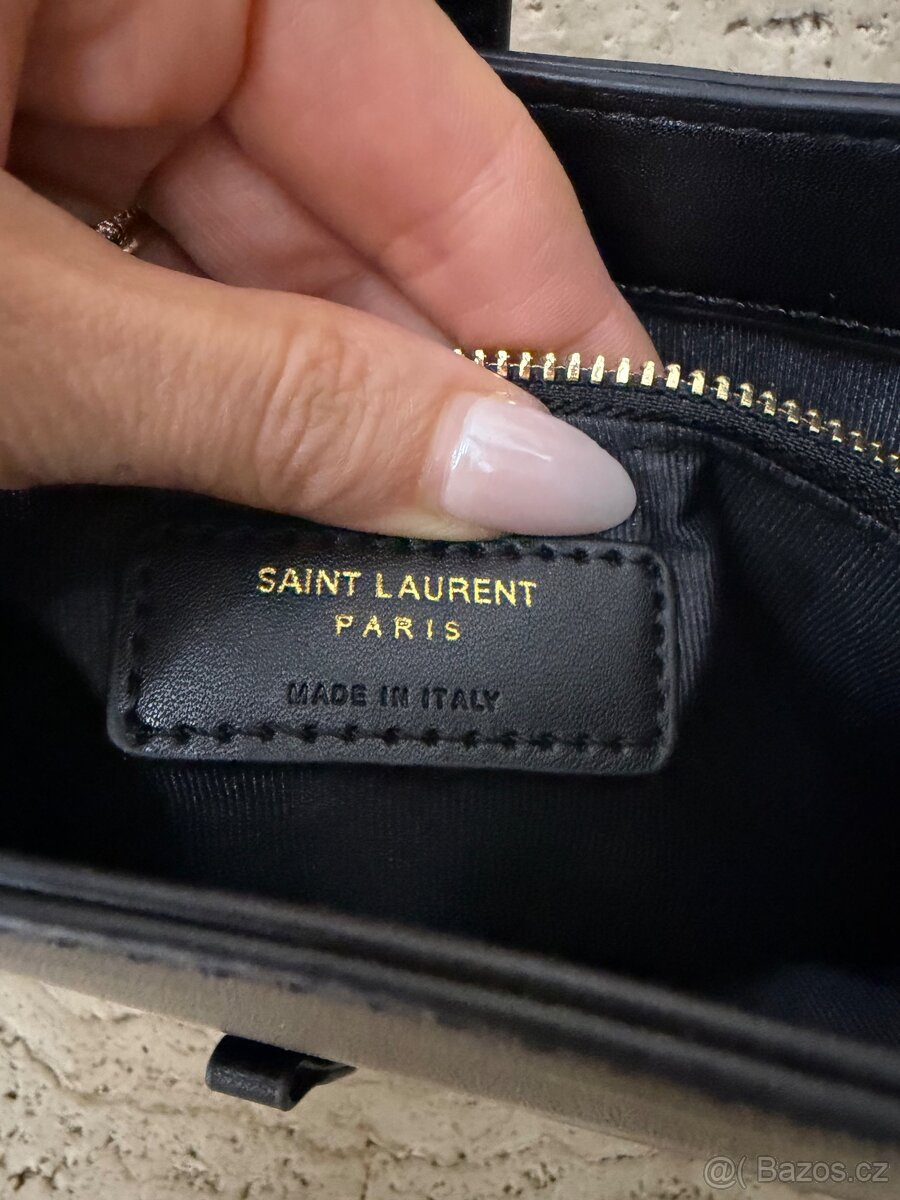 SAINT LAURENT
PARIS
MADE IN ITALY
@( Bazos.cz